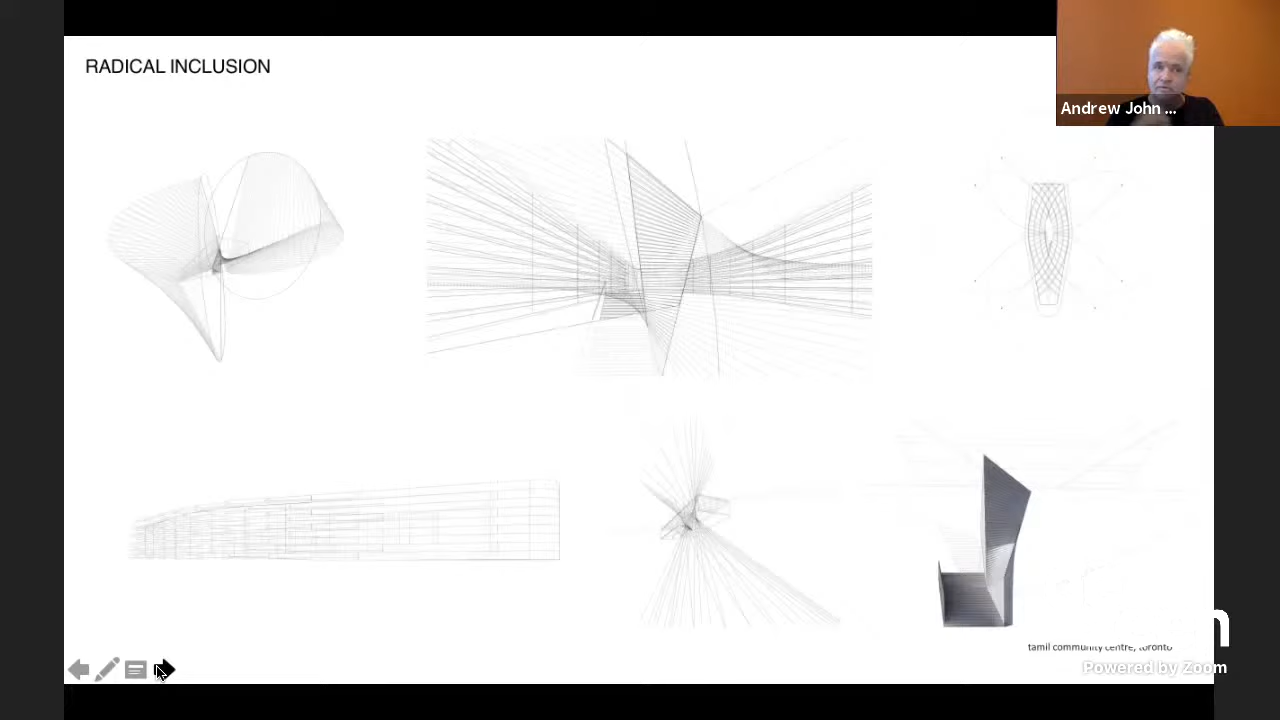 RADICAL INCLUSION
Andrew John ...
tamil community centre, toronto
Powered by Zoom